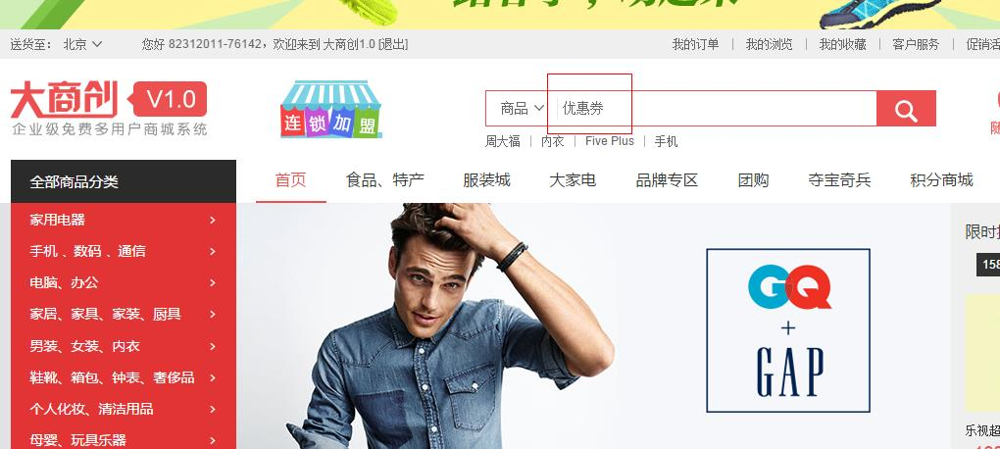 送货至： 北京
您好 82312011-76142，欢迎来到 大商创1.0 [退出]
我的订单 | 我的浏览 | 我的收藏 | 客户服务 | 促销活
大商创 V1.0
企业级免费多用户商城系统
连锁加盟
商品 优惠券
周大福 | 内衣 | Five Plus | 手机
全部商品分类
首页 食品、特产 服装城 大家电 品牌专区 团购 夺宝奇兵 积分商城
家用电器 >
手机 、数码 、通信 >
电脑、办公 >
家居、家具、家装、厨具 >
男装、女装、内衣 >
鞋靴、箱包、钟表、奢侈品 >
个人化妆、清洁用品 >
母婴、玩具乐器 >
GQ
+
GAP
限时
158
乐视超